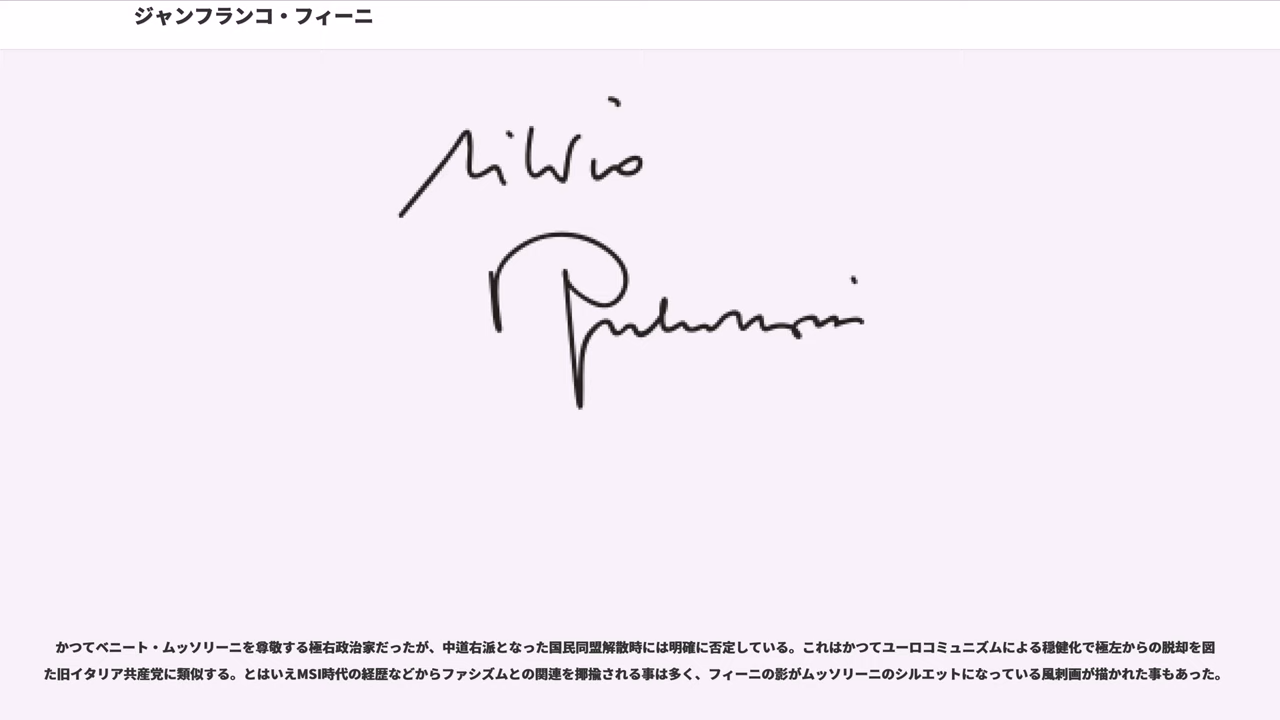 ジャンフランコ・フィーニ
Silvio
かつてベニート・ムッソリーニを尊敬する極右政治家だったが、中道右派となった国民同盟解散時には明確に否定している。これはかつてユーロコミュニズムによる穏健化で極左からの脱却を図
た旧イタリア共産党に類似する。とはいえMSI時代の経歴などからファシズムとの関連を揶揄される事は多く、フィーニの影がムッソリーニのシルエットになっている風刺画が描かれた事もあった。